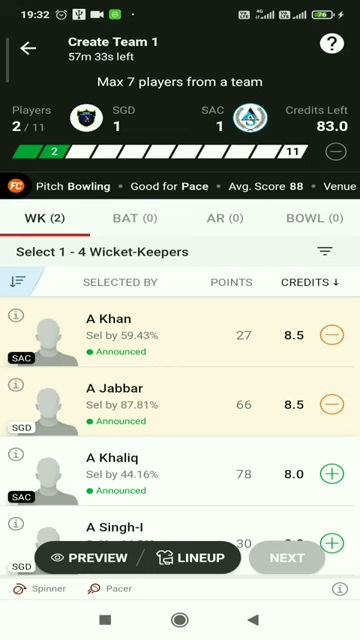 19:32
4G
76
Create Team 1
57m 33s left
?
Max 7 players from a team
Players SGD SAC Credits Left
2 / 11 1 1 83.0
2 11
FC Pitch Bowling • Good for Pace • Avg. Score 88 • Venue
WK (2) BAT (0) AR (0) BOWL (0)
Select 1 - 4 Wicket-Keepers
SELECTED BY POINTS CREDITS ↓
A Khan
Sel by 59.43% 27 8.5
Announced
SAC
A Jabbar
Sel by 87.81% 66 8.5
Announced
SGD
A Khaliq
Sel by 44.16% 78 8.0
Announced
SAC
A Singh-I
30
SGD
PREVIEW / LINEUP NEXT
Spinner Pacer